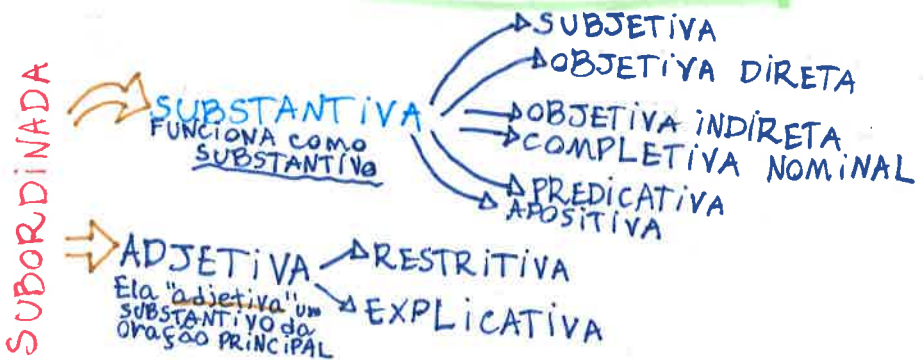 SUBORDINADA
SUBSTANTIVA
FUNCIONA COMO
SUBSTANTIVO
SUBJETIVA
OBJETIVA DIRETA
OBJETIVA INDIRETA
COMPLETIVA NOMINAL
PREDICATIVA
APOSITIVA
ADJETIVA
Ela "adjetiva" um
SUBSTANTIVO da
Oração PRINCIPAL
RESTRITIVA
EXPLICATIVA